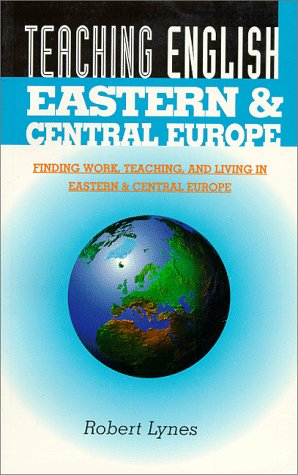 TEACHING ENGLISH
EASTERN &
CENTRAL EUROPE
FINDING WORK, TEACHING, AND LIVING IN
EASTERN & CENTRAL EUROPE
Robert Lynes